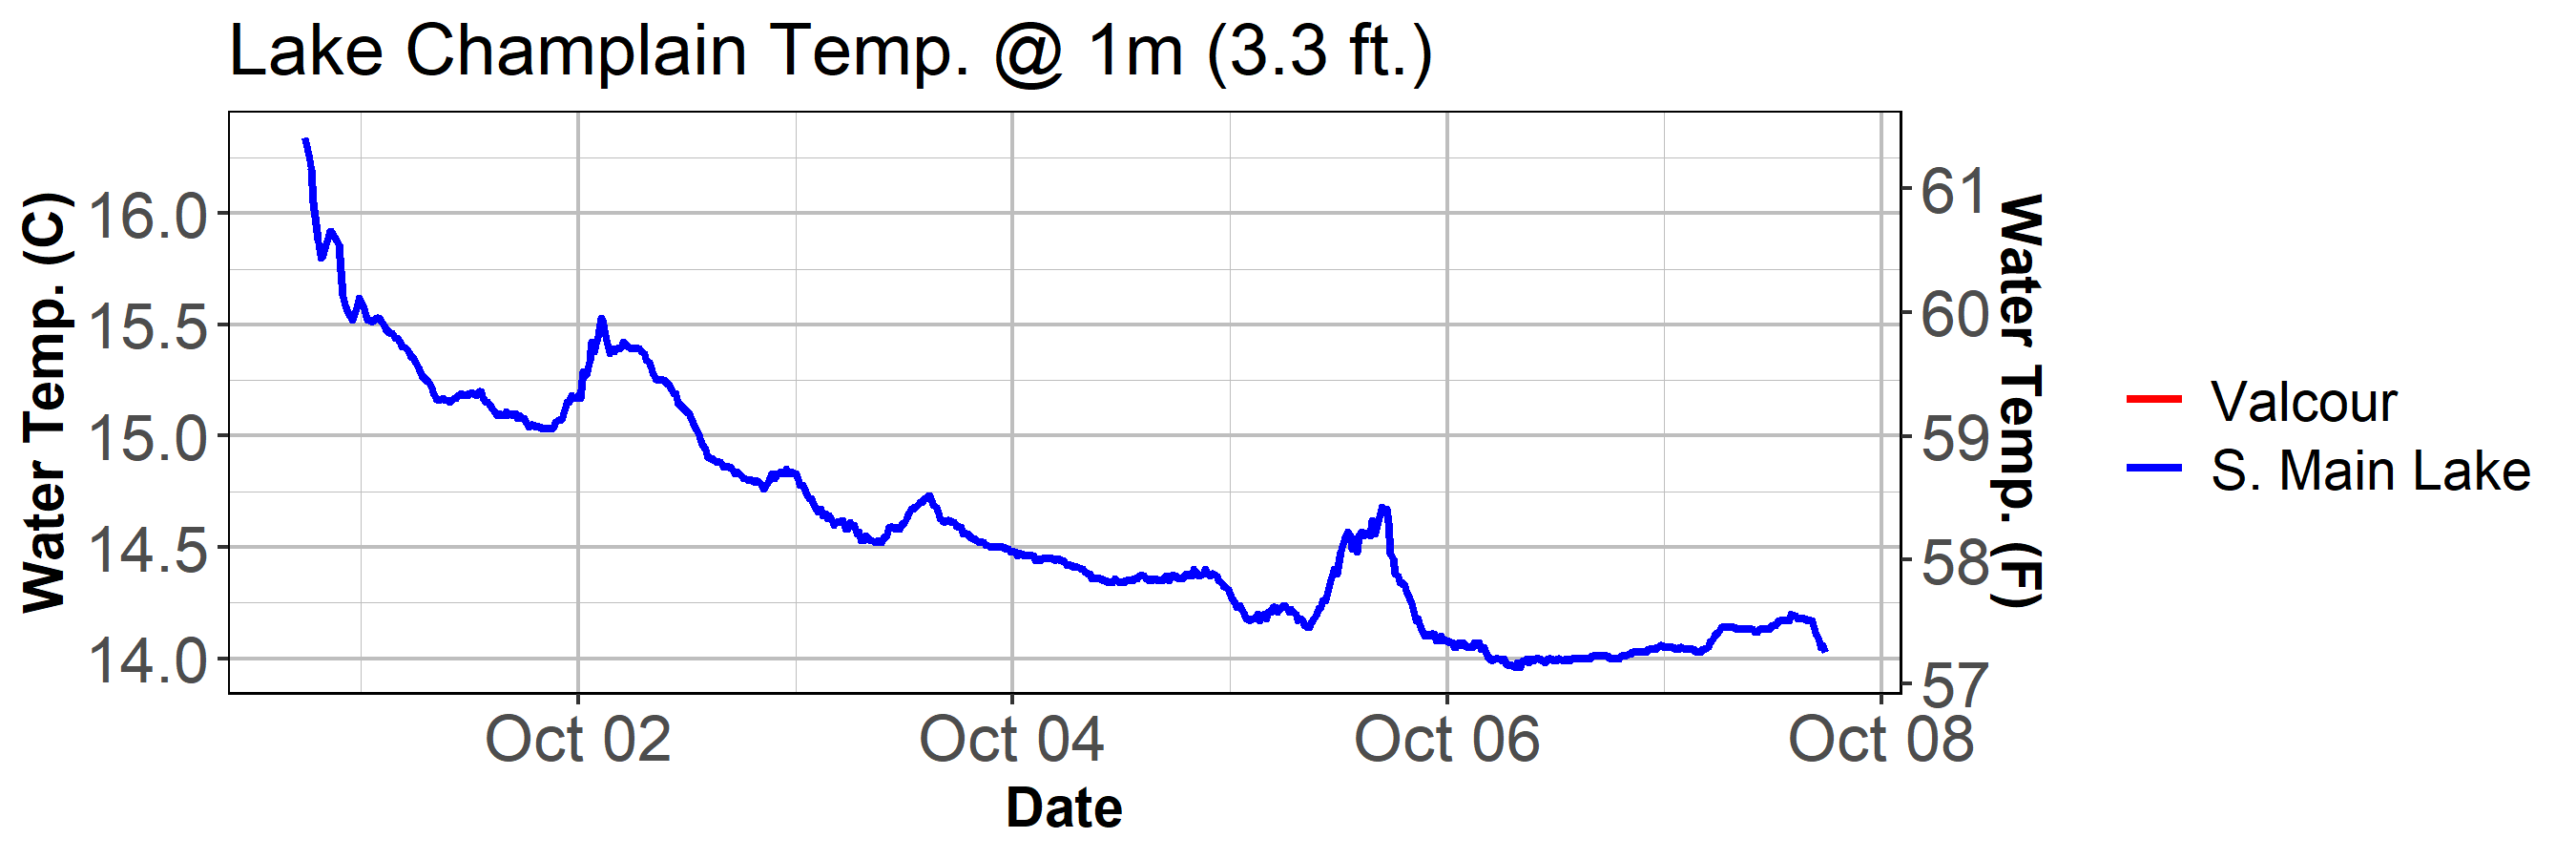 Lake Champlain Temp. @ 1m (3.3 ft.)
Water Temp. (C)
16.0
15.5
15.0
14.5
14.0
61
60
59
58
57
Water Temp. (F)
Oct 02
Oct 04
Oct 06
Oct 08
Date
Valcour
S. Main Lake